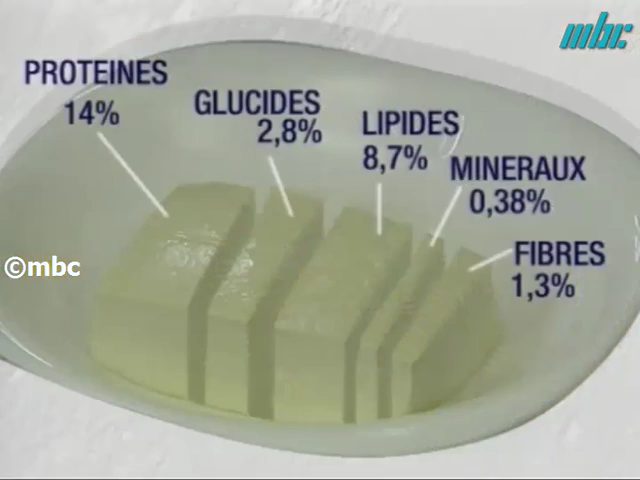 mbc
PROTEINES
14%
GLUCIDES
2,8%
LIPIDES
8,7%
MINERAUX
0,38%
FIBRES
1,3%
©mbc